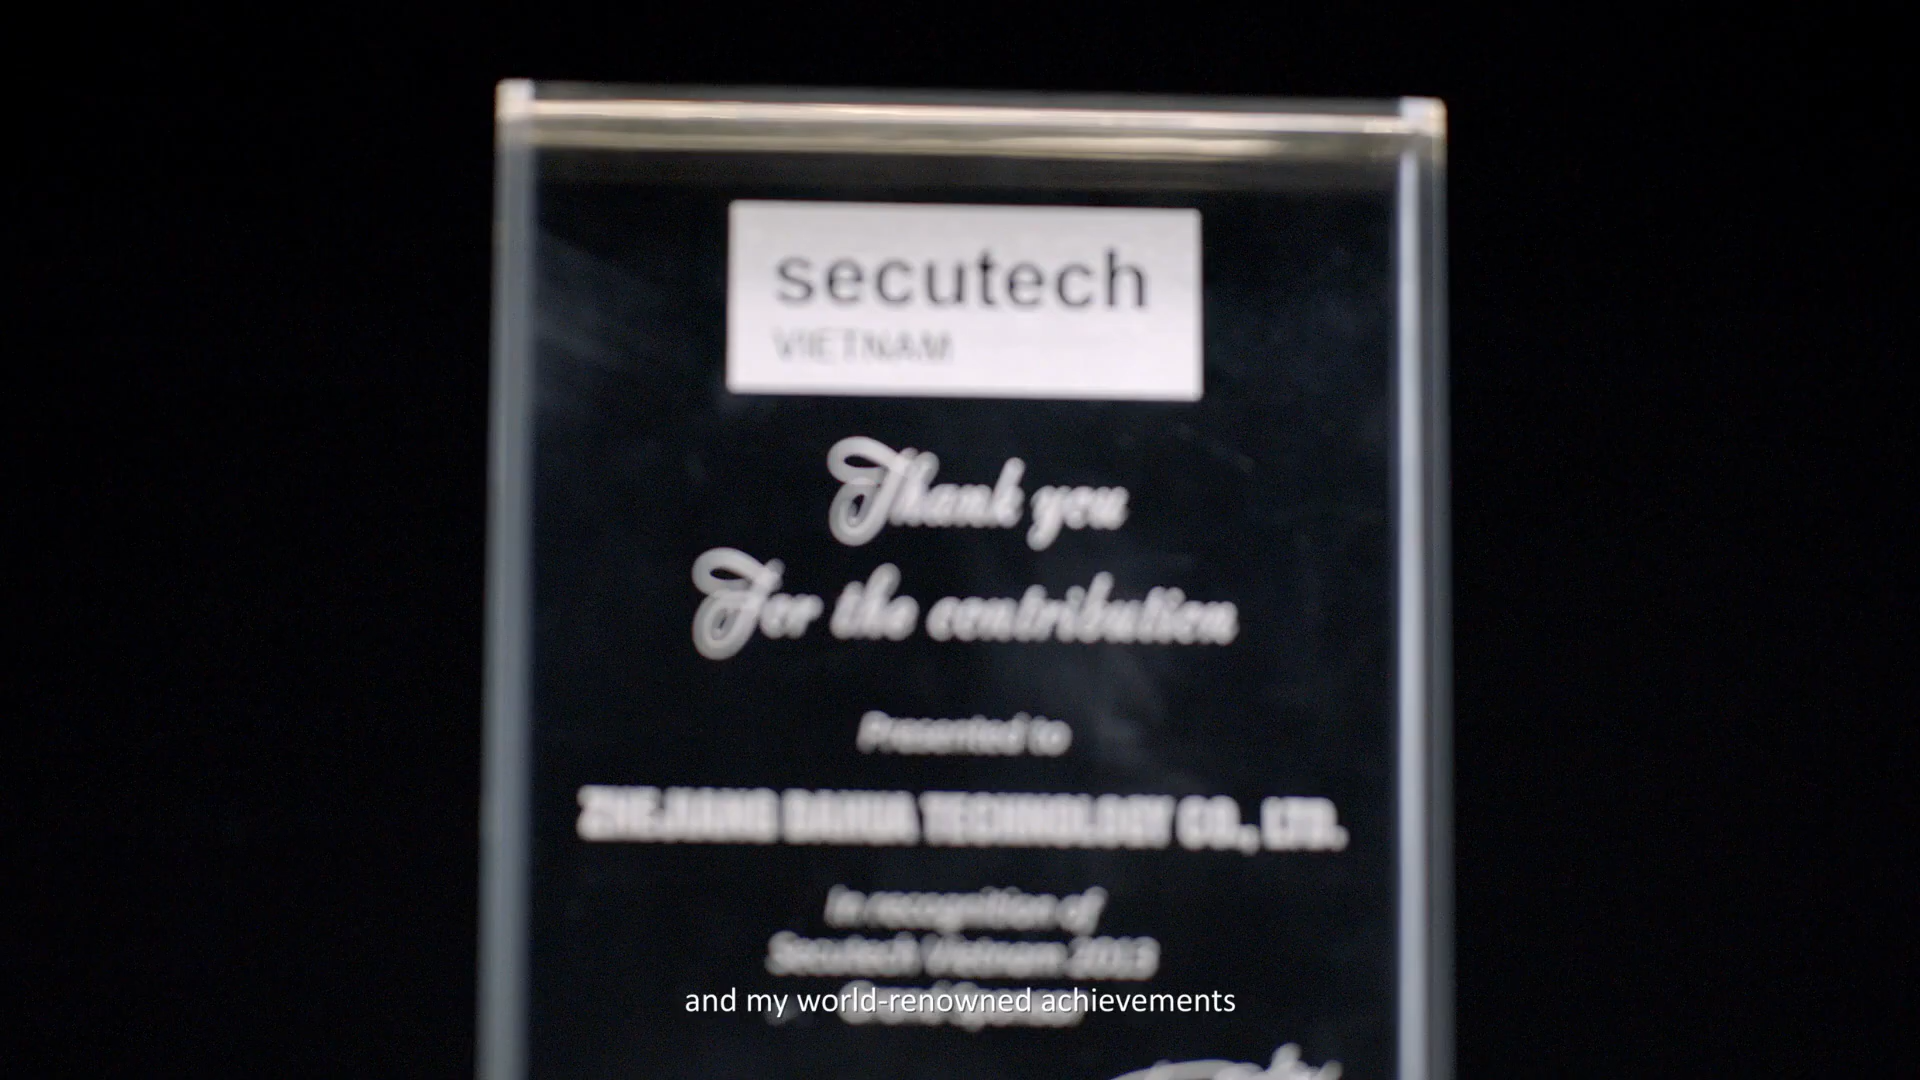 secutech
VIETNAM
Thank you
For the contribution
Presented to
ZHEJIANG DAHUA TECHNOLOGY CO., LTD.
In recognition of
Secutech Vietnam 2013
and my world-renowned achievements